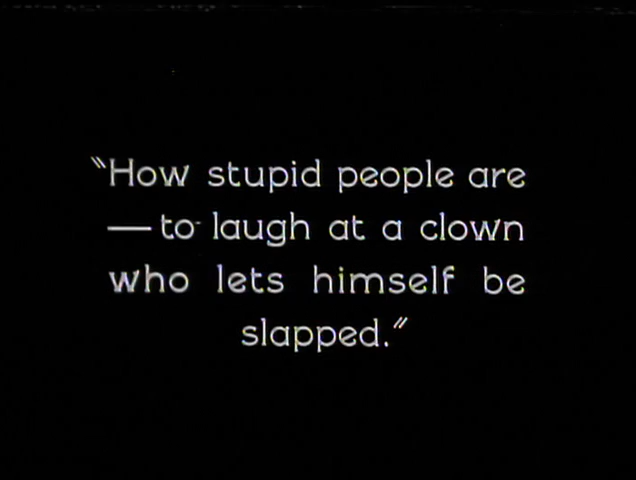 "How stupid people are
—to laugh at a clown
who lets himself be
slapped."